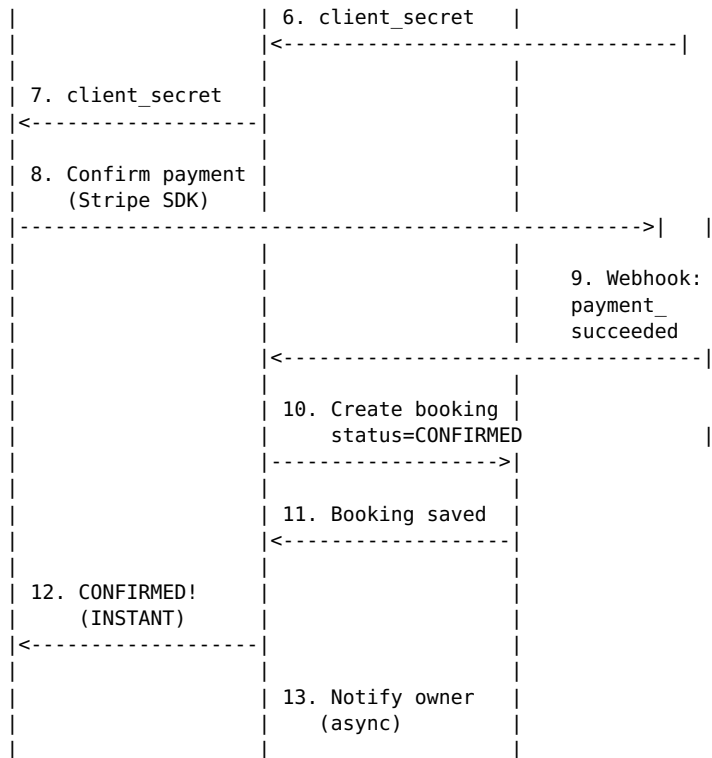 6. client_secret
7. client_secret
8. Confirm payment
(Stripe SDK)
9. Webhook:
payment_
succeeded
10. Create booking
status=CONFIRMED
11. Booking saved
12. CONFIRMED!
(INSTANT)
13. Notify owner
(async)